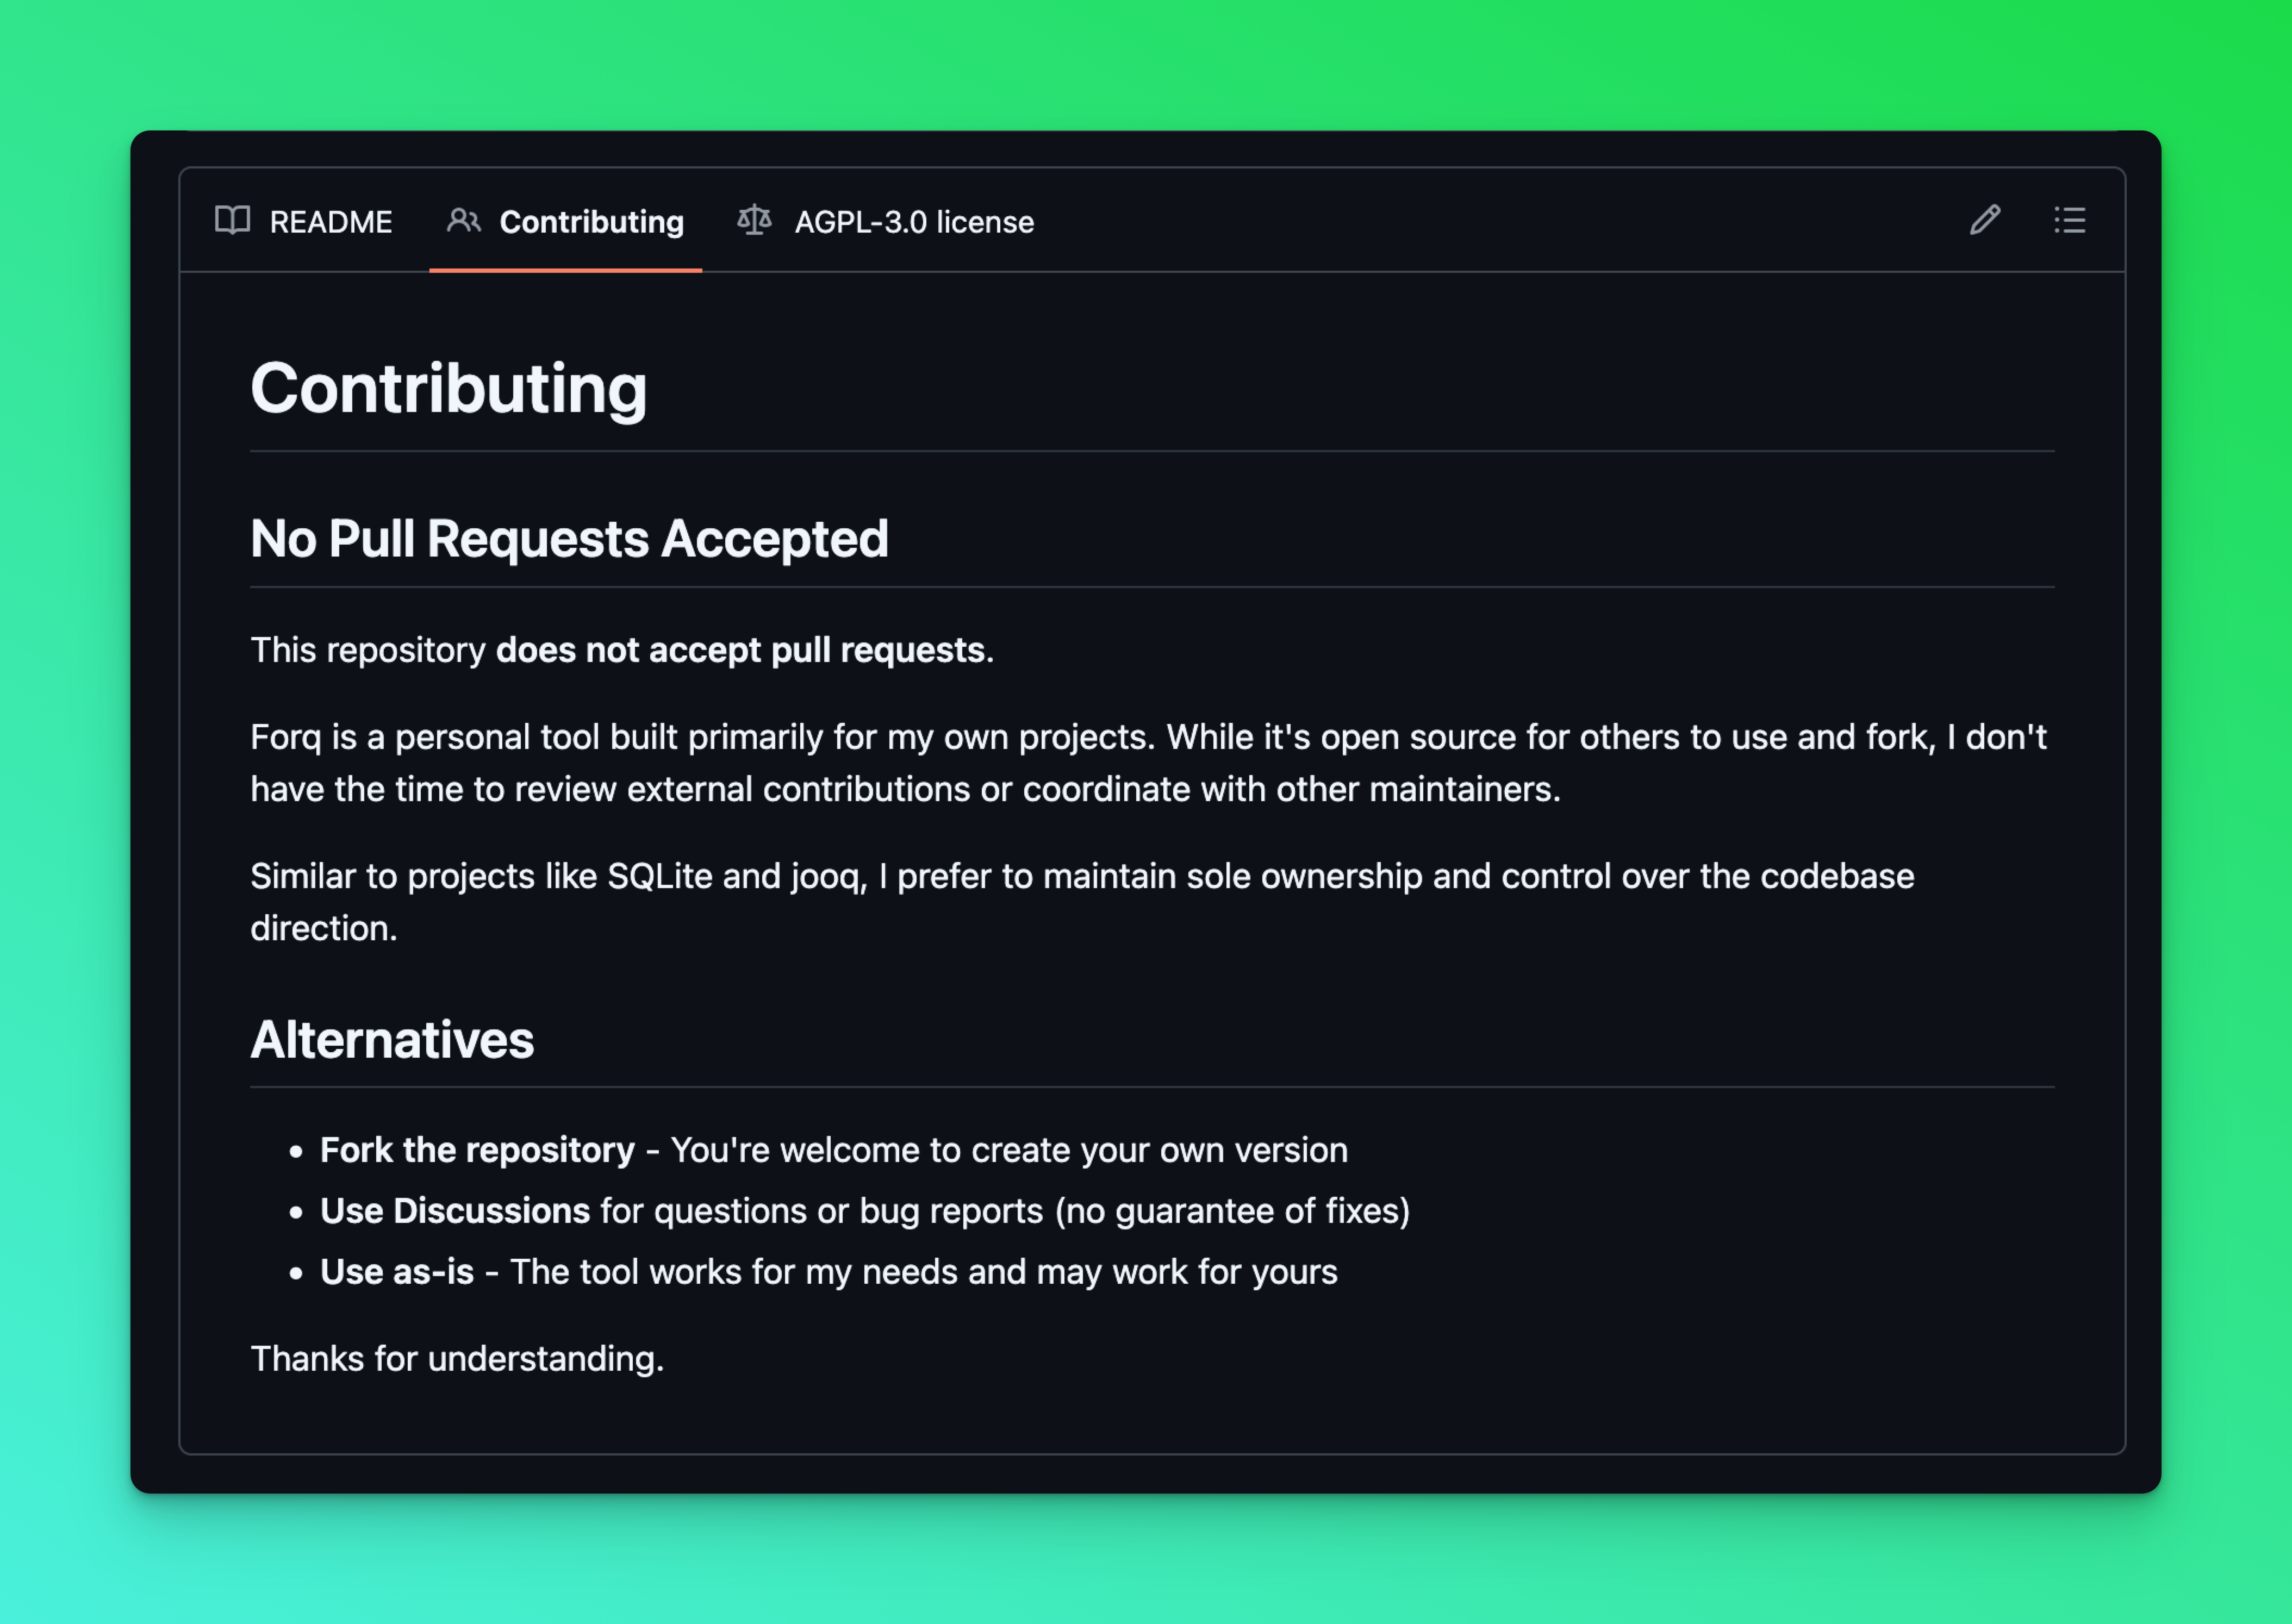 README
Contributing
AGPL-3.0 license
Contributing
No Pull Requests Accepted
This repository does not accept pull requests.
Forq is a personal tool built primarily for my own projects. While it's open source for others to use and fork, I don't
have the time to review external contributions or coordinate with other maintainers.
Similar to projects like SQLite and jooq, I prefer to maintain sole ownership and control over the codebase
direction.
Alternatives
• Fork the repository - You're welcome to create your own version
• Use Discussions for questions or bug reports (no guarantee of fixes)
• Use as-is - The tool works for my needs and may work for yours
Thanks for understanding.